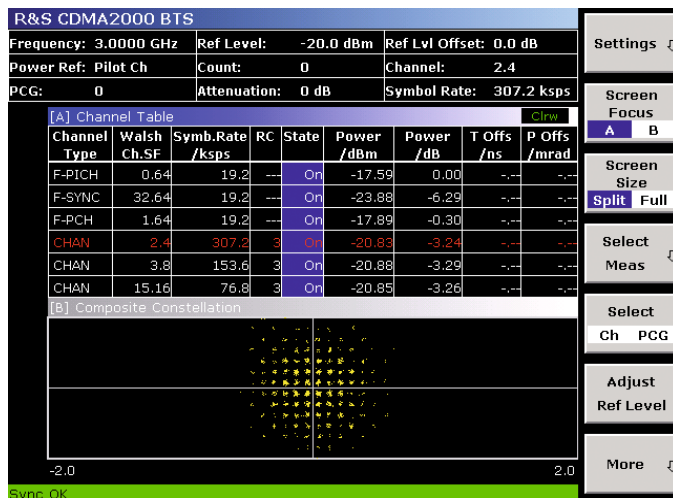 R&S CDMA2000 BTS
Frequency: 3.0000 GHz Ref Level: -20.0 dBm Ref Lvl Offset: 0.0 dB
Power Ref: Pilot Ch Count: 0 Channel: 2.4
PCG: 0 Attenuation: 0 dB Symbol Rate: 307.2 ksps
[A] Channel Table Clrw
Channel Type Walsh Ch.SF Symb.Rate /ksps RC State Power /dBm Power /dB T Offs /ns P Offs /mrad
F-PICH 0.64 19.2 --- On -17.59 0.00 -.-- -.--
F-SYNC 32.64 19.2 --- On -23.88 -6.29 -.-- -.--
F-PCH 1.64 19.2 --- On -17.89 -0.30 -.-- -.--
CHAN 2.4 307.2 3 On -20.83 -3.24 -.-- -.--
CHAN 3.8 153.6 3 On -20.88 -3.29 -.-- -.--
CHAN 15.16 76.8 3 On -20.85 -3.26 -.-- -.--
[B] Composite Constellation
-2.0 2.0
Sync OK
Settings
Screen
Focus
A B
Screen
Size
Split Full
Select
Meas
Select
Ch PCG
Adjust
Ref Level
More